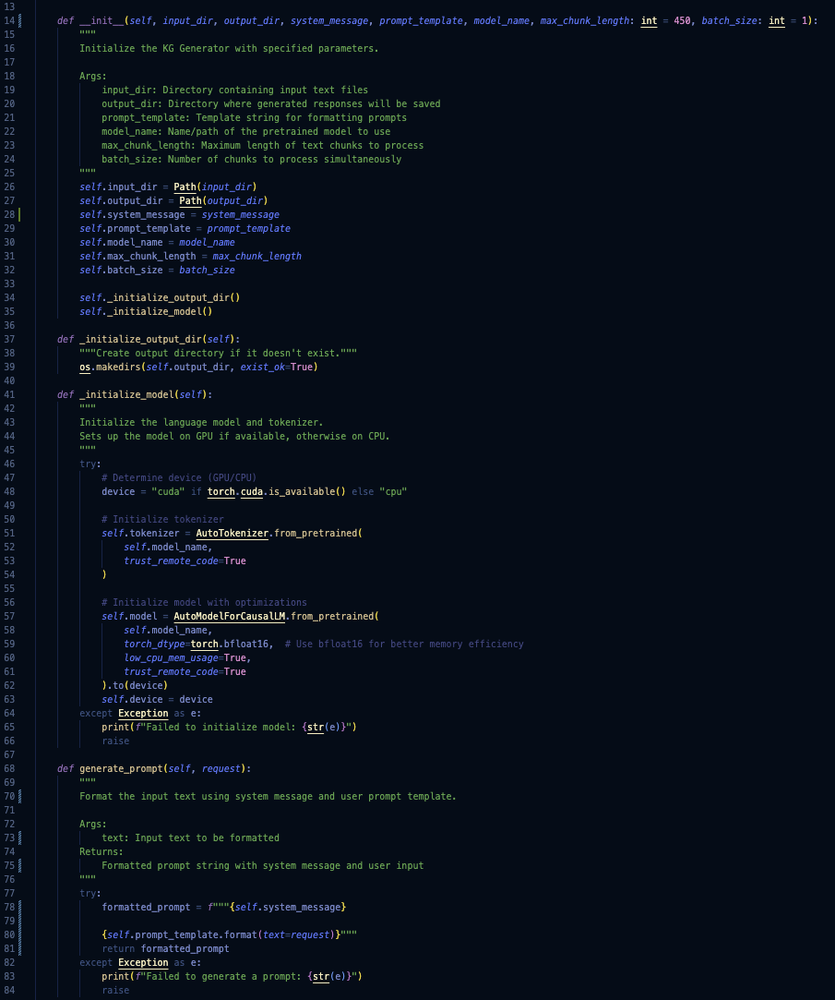 13
14 def __init__(self, input_dir, output_dir, system_message, prompt_template, model_name, max_chunk_length: int = 450, batch_size: int = 1):
15 """
16 Initialize the KG Generator with specified parameters.
17
18 Args:
19 input_dir: Directory containing input text files
20 output_dir: Directory where generated responses will be saved
21 prompt_template: Template string for formatting prompts
22 model_name: Name/path of the pretrained model to use
23 max_chunk_length: Maximum length of text chunks to process
24 batch_size: Number of chunks to process simultaneously
25 """
26 self.input_dir = Path(input_dir)
27 self.output_dir = Path(output_dir)
28 self.system_message = system_message
29 self.prompt_template = prompt_template
30 self.model_name = model_name
31 self.max_chunk_length = max_chunk_length
32 self.batch_size = batch_size
33
34 self._initialize_output_dir()
35 self._initialize_model()
36
37 def _initialize_output_dir(self):
38 """Create output directory if it doesn't exist."""
39 os.makedirs(self.output_dir, exist_ok=True)
40
41 def _initialize_model(self):
42 """
43 Initialize the language model and tokenizer.
44 Sets up the model on GPU if available, otherwise on CPU.
45 """
46 try:
47 # Determine device (GPU/CPU)
48 device = "cuda" if torch.cuda.is_available() else "cpu"
49
50 # Initialize tokenizer
51 self.tokenizer = AutoTokenizer.from_pretrained(
52 self.model_name,
53 trust_remote_code=True
54 )
55
56 # Initialize model with optimizations
57 self.model = AutoModelForCausalLM.from_pretrained(
58 self.model_name,
59 torch_dtype=torch.bfloat16,  # Use bfloat16 for better memory efficiency
60 low_cpu_mem_usage=True,
61 trust_remote_code=True
62 ).to(device)
63 self.device = device
64 except Exception as e:
65 print(f"Failed to initialize model: {str(e)}")
66 raise
67
68 def generate_prompt(self, request):
69 """
70 Format the input text using system message and user prompt template.
71
72 Args:
73 text: Input text to be formatted
74 Returns:
75 Formatted prompt string with system message and user input
76 """
77 try:
78 formatted_prompt = f"""{self.system_message}
79
80 {self.prompt_template.format(text=request)}"""
81 return formatted_prompt
82 except Exception as e:
83 print(f"Failed to generate a prompt: {str(e)}")
84 raise